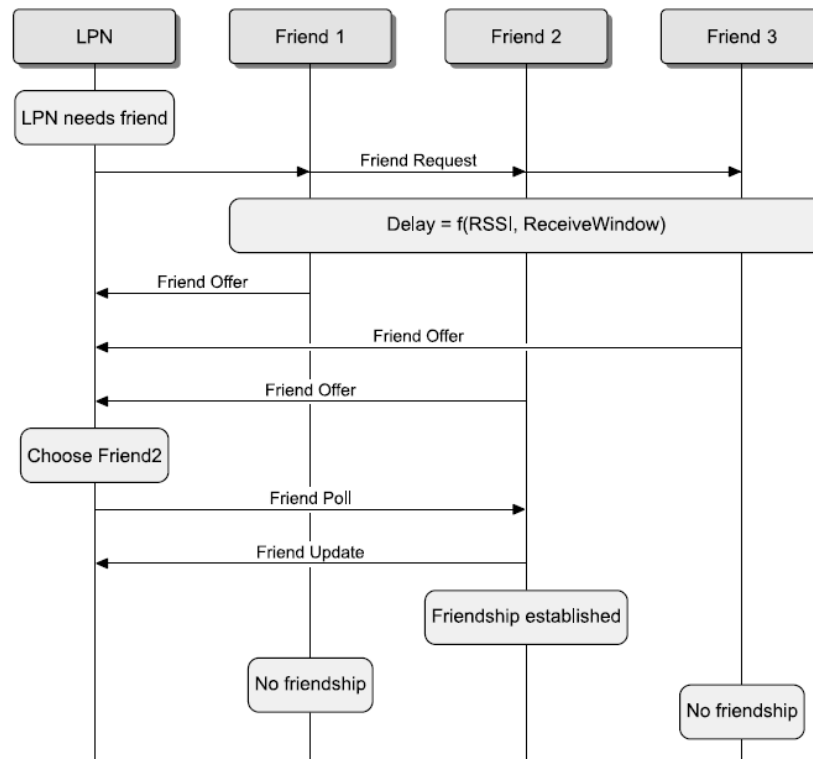 LPN
Friend 1
Friend 2
Friend 3
LPN needs friend
Friend Request
Delay = f(RSSI, ReceiveWindow)
Friend Offer
Friend Offer
Friend Offer
Choose Friend2
Friend Poll
Friend Update
Friendship established
No friendship
No friendship